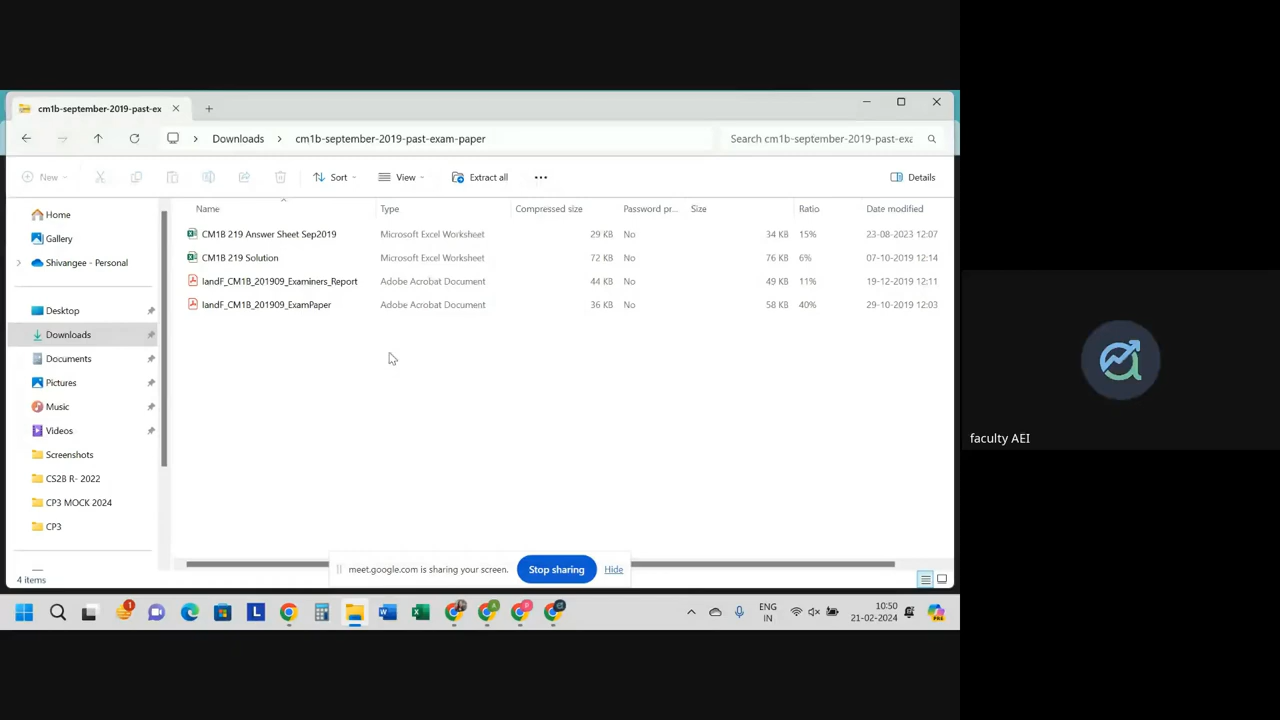 cm1b-september-2019-past-ex
Downloads > cm1b-september-2019-past-exam-paper
Search cm1b-september-2019-past-exa
New
Sort
View
Extract all
Details
Name Type Compressed size Password pr... Size Ratio Date modified
CM1B 219 Answer Sheet Sep2019 Microsoft Excel Worksheet 29 KB No 34 KB 15% 23-08-2023 12:07
CM1B 219 Solution Microsoft Excel Worksheet 72 KB No 76 KB 6% 07-10-2019 12:14
IandF_CM1B_201909_Examiners_Report Adobe Acrobat Document 44 KB No 49 KB 11% 19-12-2019 12:11
IandF_CM1B_201909_ExamPaper Adobe Acrobat Document 36 KB No 58 KB 40% 29-10-2019 12:03
Home
Gallery
Shivangee - Personal
Desktop
Downloads
Documents
Pictures
Music
Videos
Screenshots
CS2B R- 2022
CP3 MOCK 2024
CP3
4 items
meet.google.com is sharing your screen.
Stop sharing
Hide
faculty AEI
ENG
IN
10:50
21-02-2024